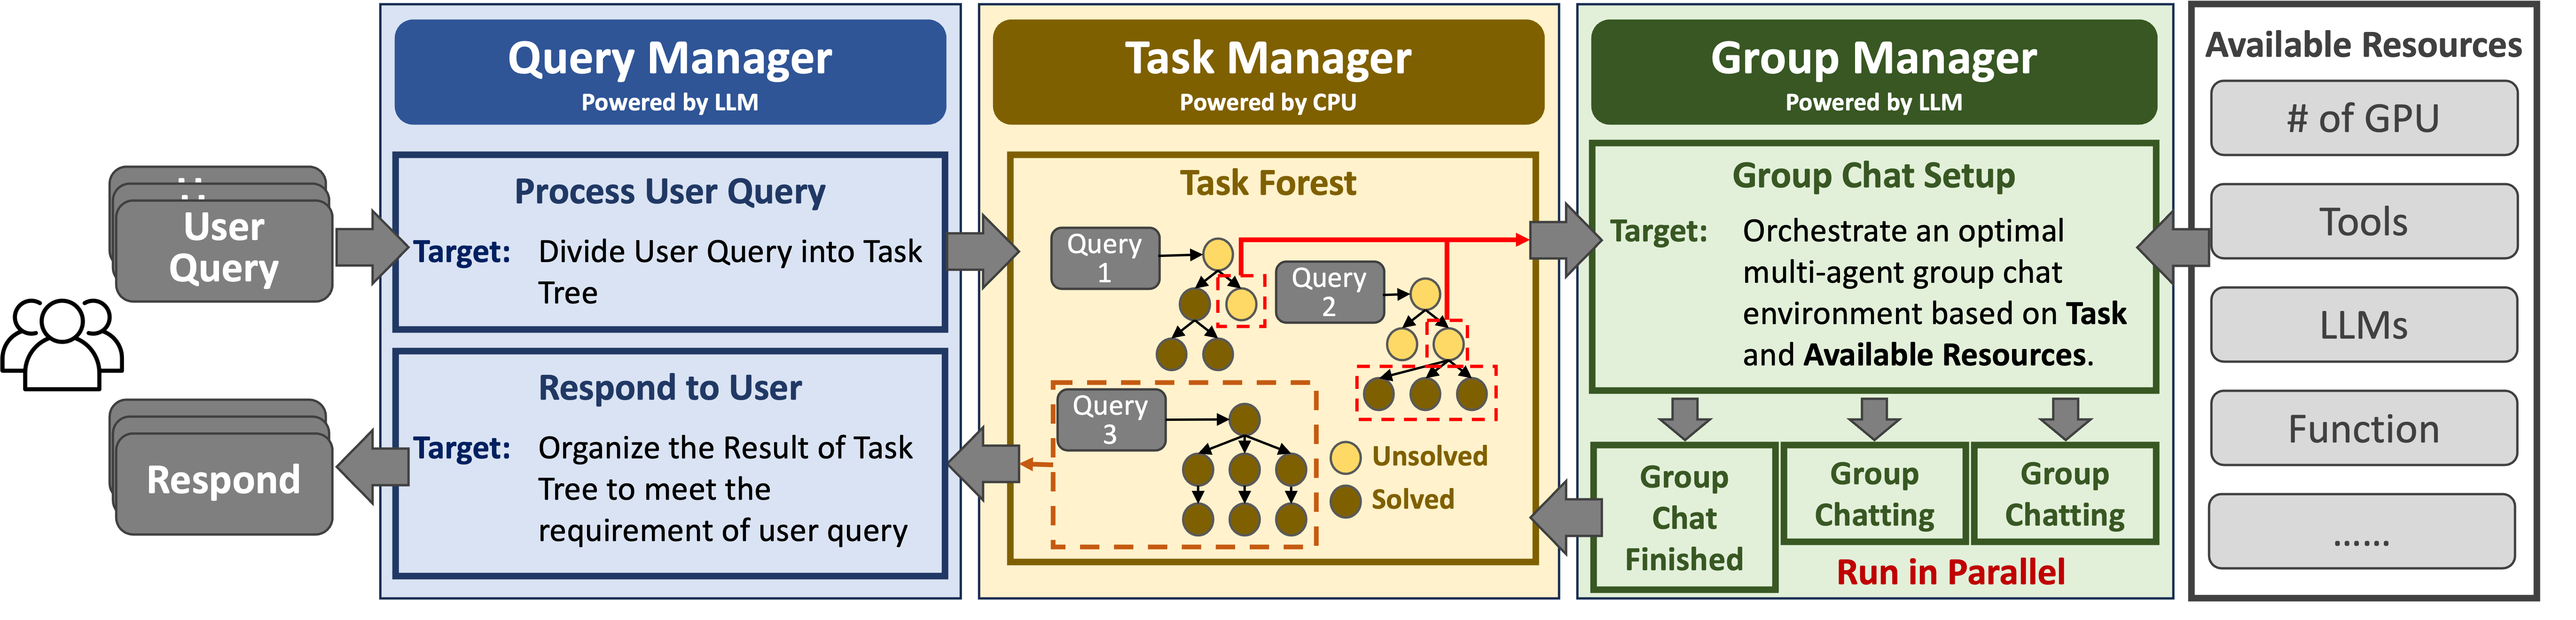 Query Manager
Powered by LLM
Process User Query
Target: Divide User Query into Task
Tree
Respond to User
Target: Organize the Result of Task
Tree to meet the
requirement of user query
User
Query
Respond
Task Manager
Powered by CPU
Task Forest
Query
1
Query
2
Query
3
Unsolved
Solved
Group Manager
Powered by LLM
Group Chat Setup
Target: Orchestrate an optimal
multi-agent group chat
environment based on Task
and Available Resources.
Group
Chat
Finished
Group
Chatting
Group
Chatting
Run in Parallel
Available Resources
# of GPU
Tools
LLMs
Function
......